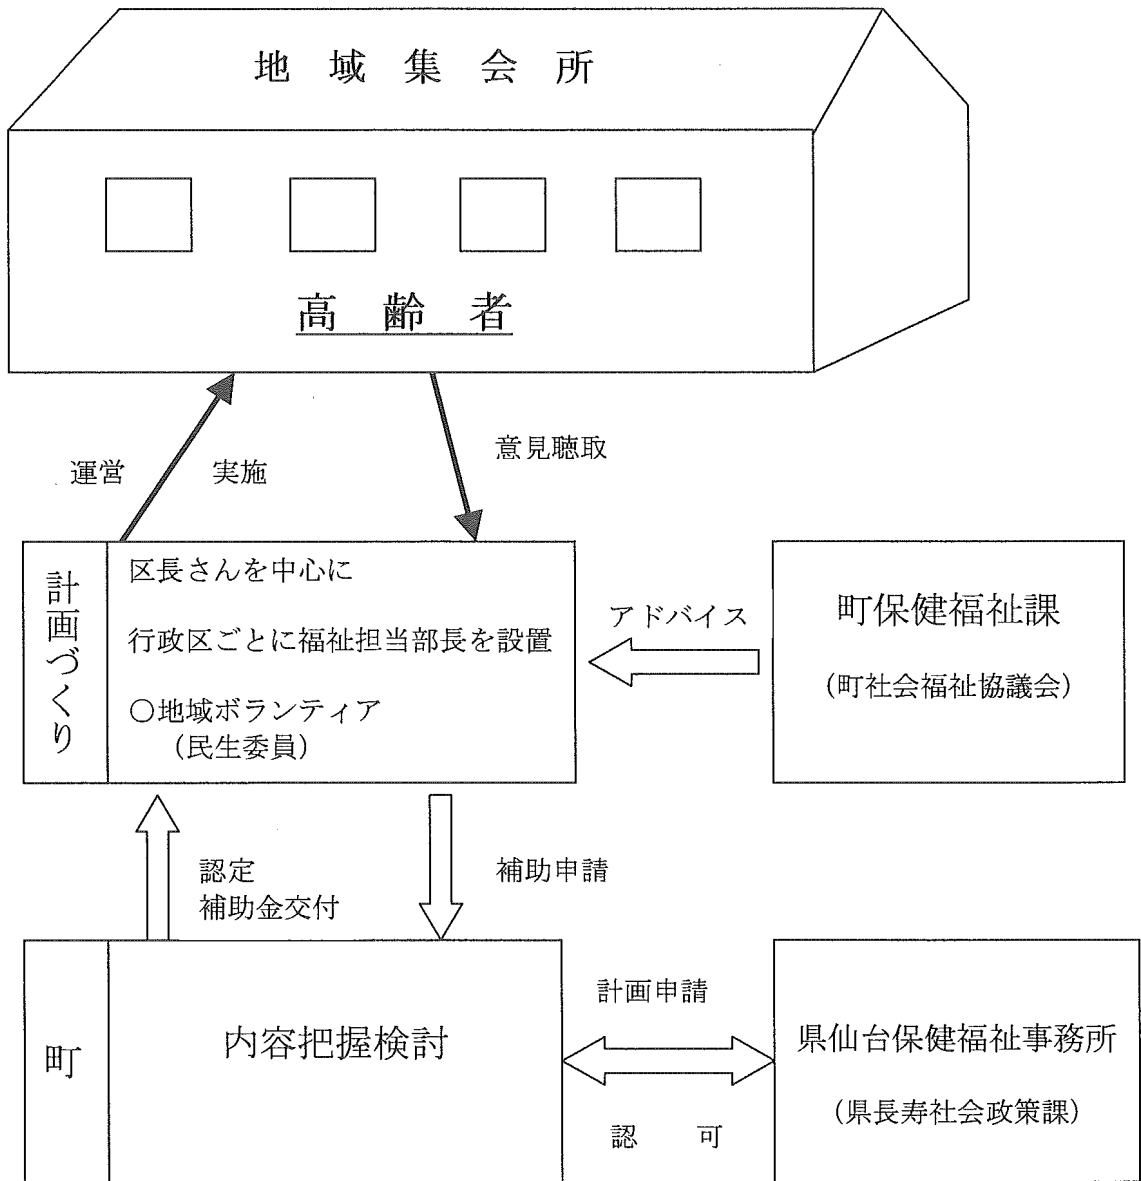 地域集会所
高齢者
運営
実施
意見聴取
計画づくり
区長さんを中心に
行政区ごとに福祉担当部長を設置
○地域ボランティア
（民生委員）
アドバイス
町保健福祉課
（町社会福祉協議会）
認定
補助金交付
補助申請
町
内容把握検討
計画申請
認可
県仙台保健福祉事務所
（県長寿社会政策課）